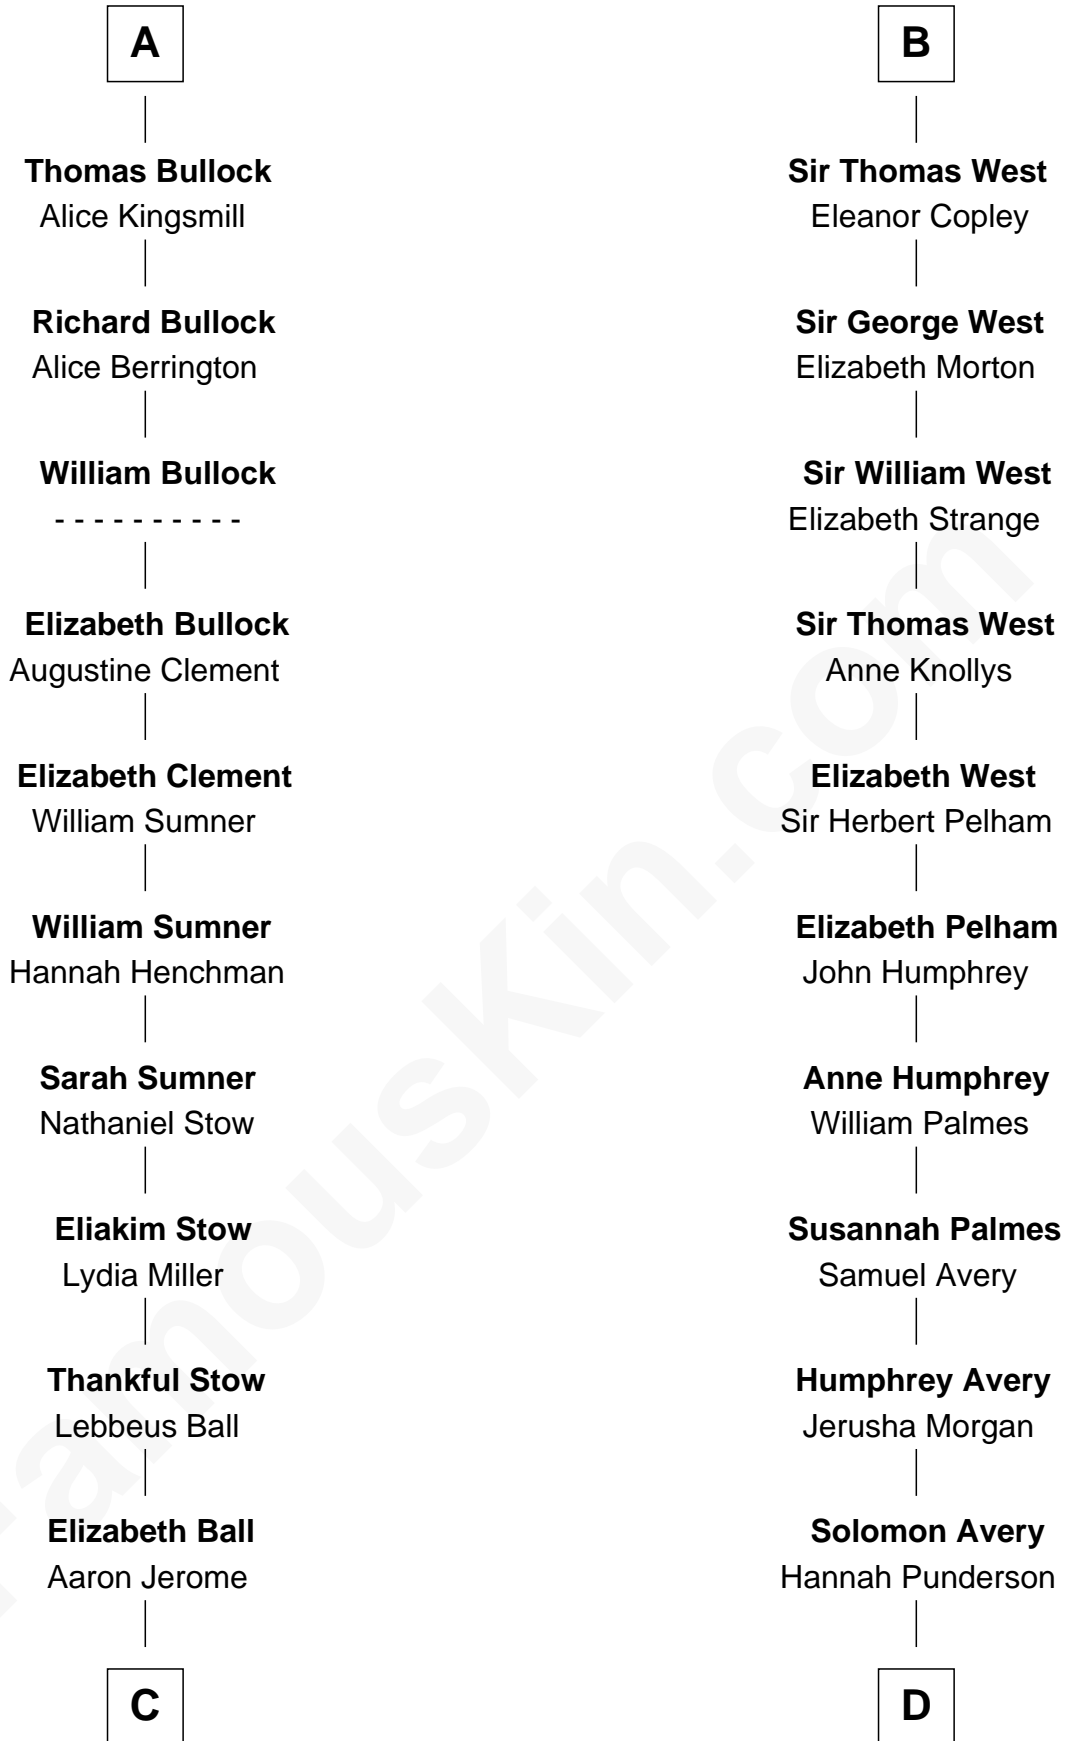 A
Thomas Bullock
Alice Kingsmill
Richard Bullock
Alice Berrington
William Bullock
- - - - - - - - - -
Elizabeth Bullock
Augustine Clement
Elizabeth Clement
William Sumner
William Sumner
Hannah Henchman
Sarah Sumner
Nathaniel Stow
Eliakim Stow
Lydia Miller
Thankful Stow
Lebbeus Ball
Elizabeth Ball
Aaron Jerome
C
B
Sir Thomas West
Eleanor Copley
Sir George West
Elizabeth Morton
Sir William West
Elizabeth Strange
Sir Thomas West
Anne Knollys
Elizabeth West
Sir Herbert Pelham
Elizabeth Pelham
John Humphrey
Anne Humphrey
William Palmes
Susannah Palmes
Samuel Avery
Humphrey Avery
Jerusha Morgan
Solomon Avery
Hannah Punderson
D
FamousKin.com